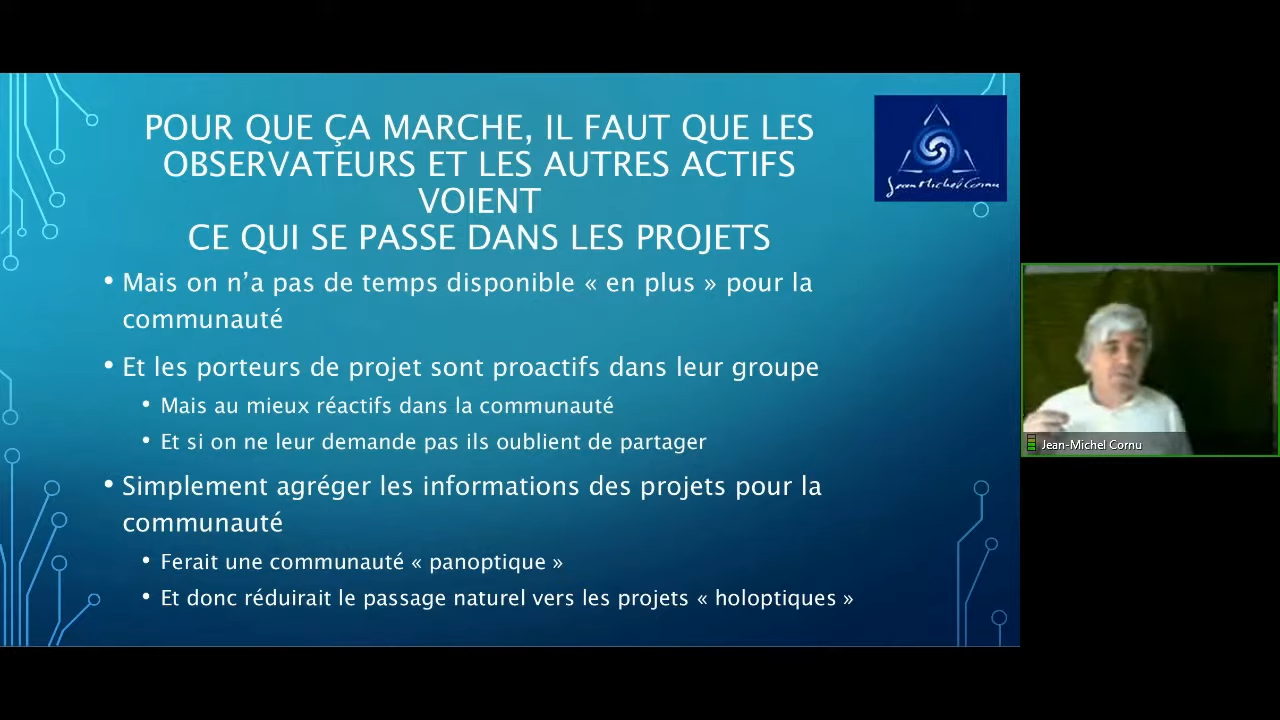 POUR QUE ÇA MARCHE, IL FAUT QUE LES
OBSERVATEURS ET LES AUTRES ACTIFS
VOIENT
CE QUI SE PASSE DANS LES PROJETS
Jean Michel Cornu
• Mais on n’a pas de temps disponible « en plus » pour la
communauté
• Et les porteurs de projet sont proactifs dans leur groupe
• Mais au mieux réactifs dans la communauté
• Et si on ne leur demande pas ils oublient de partager
• Simplement agréger les informations des projets pour la
communauté
• Ferait une communauté « panoptique »
• Et donc réduirait le passage naturel vers les projets « holoptiques »
Jean-Michel Cornu